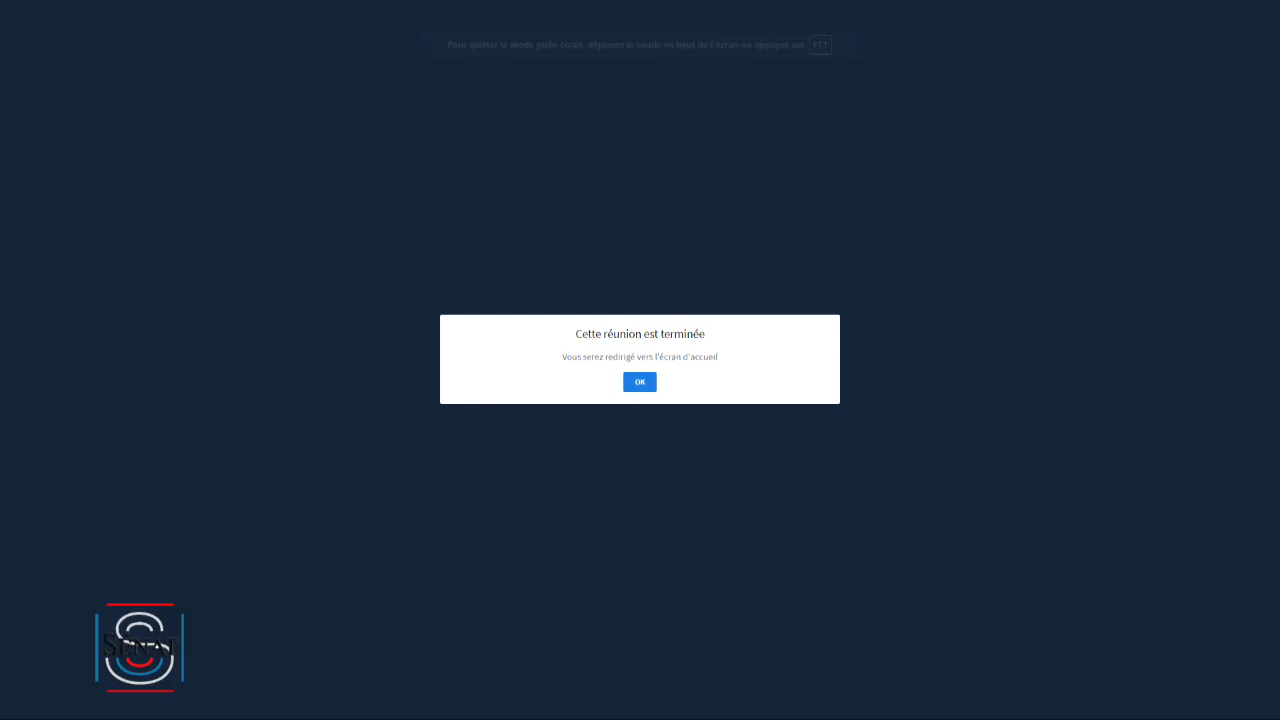 Pour quitter le mode plein écran, déplacez la souris en haut de l'écran ou appuyez sur F11
Cette réunion est terminée
Vous serez redirigé vers l'écran d'accueil
OK
SÉNAT